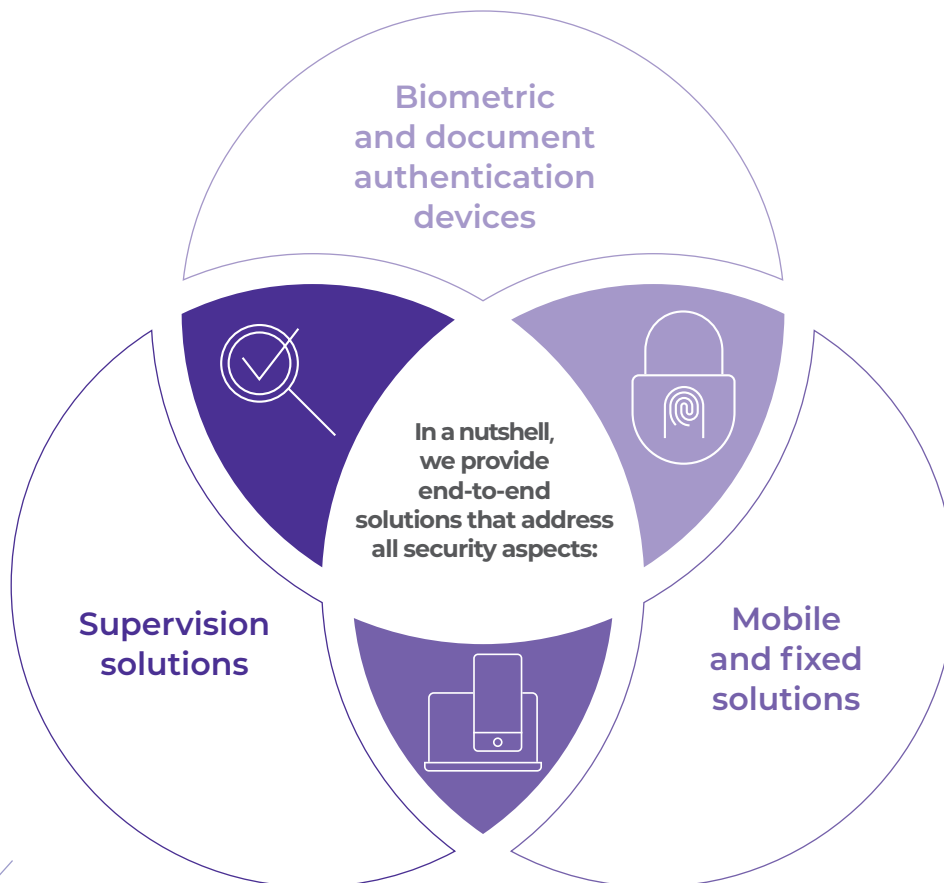 Biometric
and document
authentication
devices
In a nutshell,
we provide
end-to-end
solutions that address
all security aspects:
Supervision
solutions
Mobile
and fixed
solutions